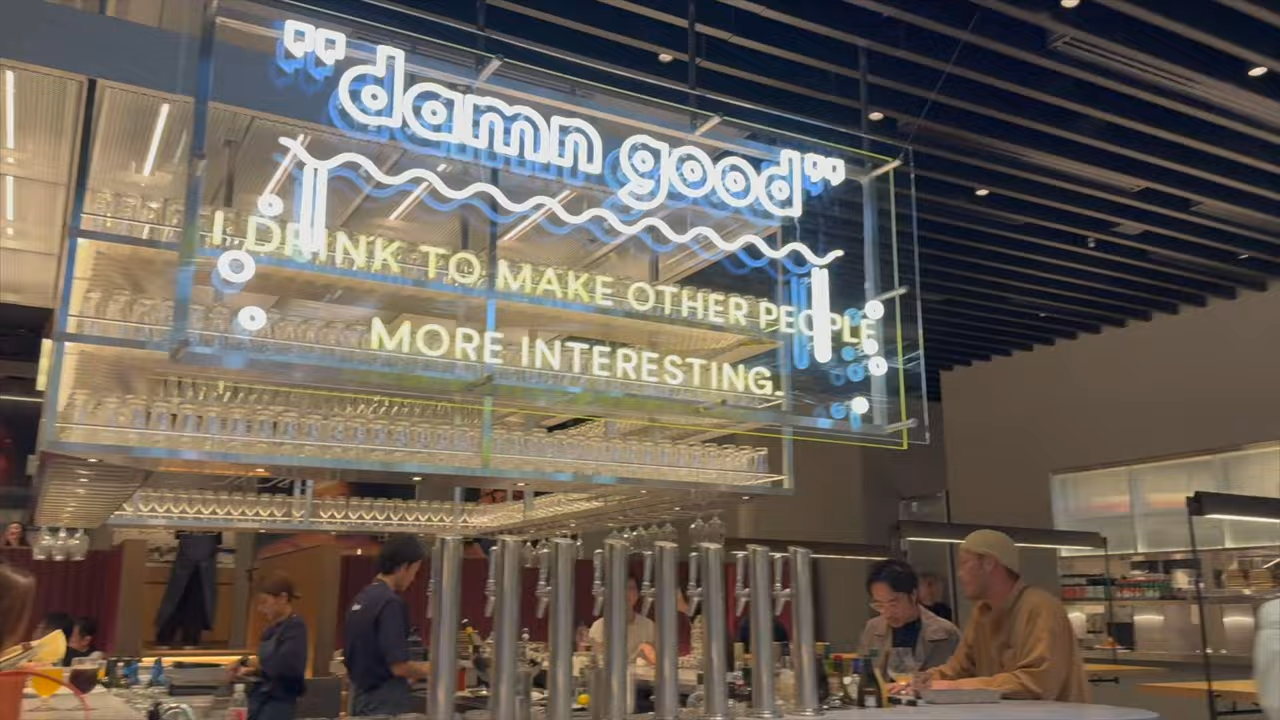 "damn good"
I DRINK TO MAKE OTHER PEOPLE
MORE INTERESTING.